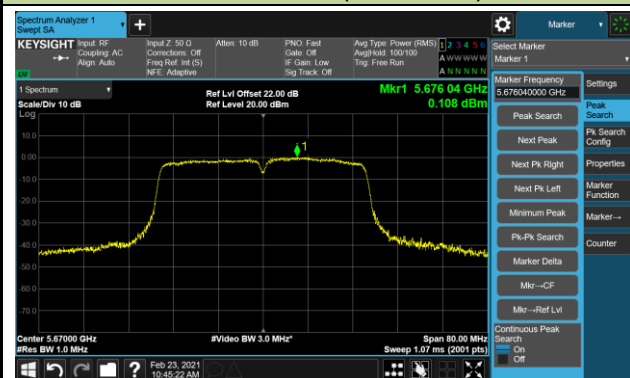 Spectrum Analyzer 1
Swept SA
Marker
KEYSIGHT
Input: RF
Coupling: AC
Align: Auto
Input Z: 50 Ω
Corrections: Off
Freq Ref: Int (S)
NFE: Adaptive
Atten: 10 dB
PNO: Fast
Gate: Off
IF Gain: Low
Sig Track: Off
Avg Type: Power (RMS)
Avg|Hold: 100/100
Trig: Free Run
1 2 3 4 5 6
A W W W W W
A N N N N N
Select Marker
Marker 1
1 Spectrum
Scale/Div 10 dB
Log
Ref Lvl Offset 22.00 dB
Ref Level 20.00 dBm
Mkr1 5.676 04 GHz
0.108 dBm
10.0
0.00
-10.0
-20.0
-30.0
-40.0
-50.0
-60.0
-70.0
1
Center 5.67000 GHz
#Res BW 1.0 MHz
#Video BW 3.0 MHz*
Span 80.00 MHz
Sweep 1.07 ms (2001 pts)
Marker Frequency
5.676040000 GHz
Peak Search
Next Peak
Next Pk Right
Next Pk Left
Minimum Peak
Pk-Pk Search
Marker Delta
Mkr→CF
Mkr→Ref Lvl
Continuous Peak
Search
On
Off
Settings
Peak
Search
Pk Search
Config
Properties
Marker
Function
Marker→
Counter
Feb 23, 2021
10:45:22 AM